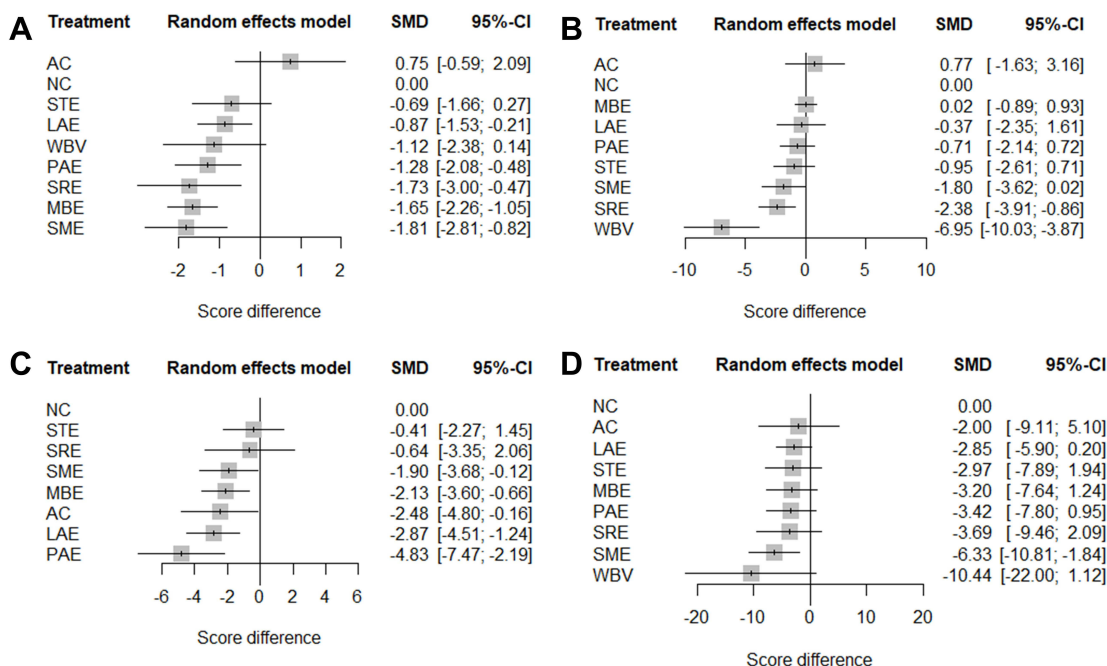 A
Treatment Random effects model SMD 95%-CI
AC 0.75 [-0.59; 2.09]
NC 0.00
STE -0.69 [-1.66; 0.27]
LAE -0.87 [-1.53; -0.21]
WBV -1.12 [-2.38; 0.14]
PAE -1.28 [-2.08; -0.48]
SRE -1.73 [-3.00; -0.47]
MBE -1.65 [-2.26; -1.05]
SME -1.81 [-2.81; -0.82]
-2 -1 0 1 2
Score difference
B
Treatment Random effects model SMD 95%-CI
AC 0.77 [ -1.63; 3.16]
NC 0.00
MBE 0.02 [ -0.89; 0.93]
LAE -0.37 [ -2.35; 1.61]
PAE -0.71 [ -2.14; 0.72]
STE -0.95 [ -2.61; 0.71]
SME -1.80 [ -3.62; 0.02]
SRE -2.38 [ -3.91; -0.86]
WBV -6.95 [-10.03; -3.87]
-10 -5 0 5 10
Score difference
C
Treatment Random effects model SMD 95%-CI
NC 0.00
STE -0.41 [-2.27; 1.45]
SRE -0.64 [-3.35; 2.06]
SME -1.90 [-3.68; -0.12]
MBE -2.13 [-3.60; -0.66]
AC -2.48 [-4.80; -0.16]
LAE -2.87 [-4.51; -1.24]
PAE -4.83 [-7.47; -2.19]
-6 -4 -2 0 2 4 6
Score difference
D
Treatment Random effects model SMD 95%-CI
NC 0.00
AC -2.00 [ -9.11; 5.10]
LAE -2.85 [ -5.90; 0.20]
STE -2.97 [ -7.89; 1.94]
MBE -3.20 [ -7.64; 1.24]
PAE -3.42 [ -7.80; 0.95]
SRE -3.69 [ -9.46; 2.09]
SME -6.33 [-10.81; -1.84]
WBV -10.44 [-22.00; 1.12]
-20 -10 0 10 20
Score difference